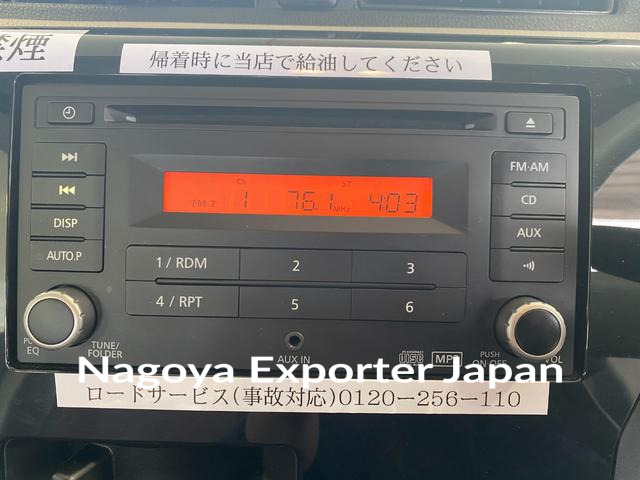 禁煙
帰着時に当店で給油してください
FM·AM
CD
DISP
AUX
AUTO.P
Ch
ST
FM 2 1 76.1 MHz 4:03
1 / RDM
2
3
4 / RPT
5
6
EQ
TUNE/
FOLDER
AUX IN
disc
MP3
PUSH
ON·OFF
VOL
Nagoya Exporter Japan
ロードサービス(事故対応)0120-256-110